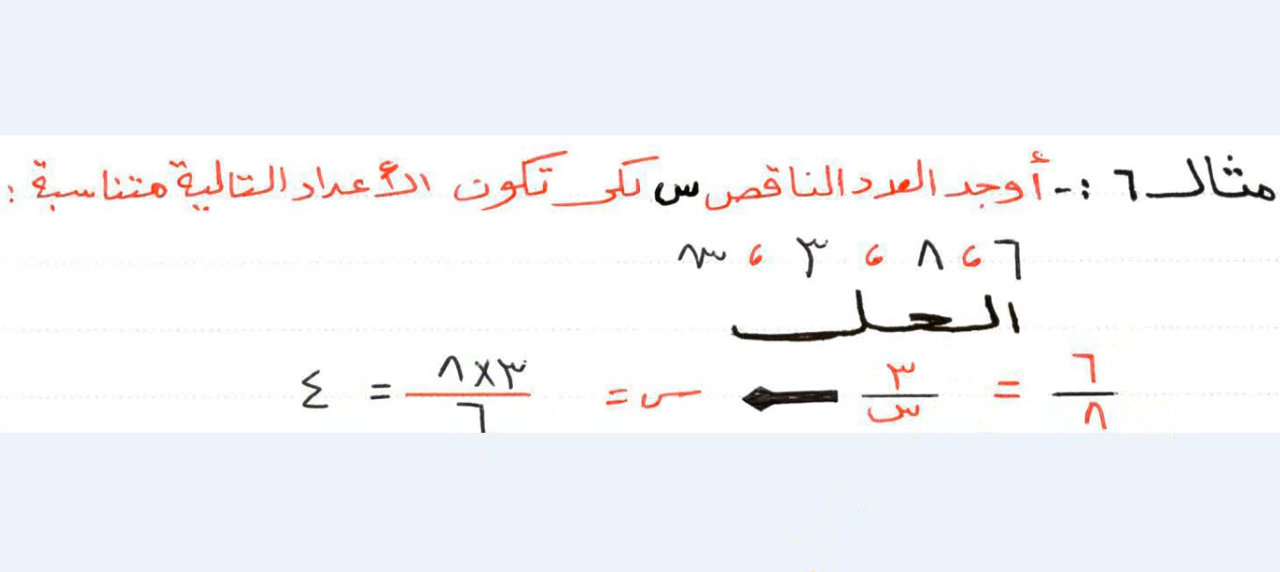 مثال ٦ :- أوجد العدد الناقص س لكي تكون الأعداد التالية متناسبة :
٦ ، ٨ ، ٣ ، س
الحل
٦/٨ = ٣/س ← س = ٣×٨/٦ = ٤